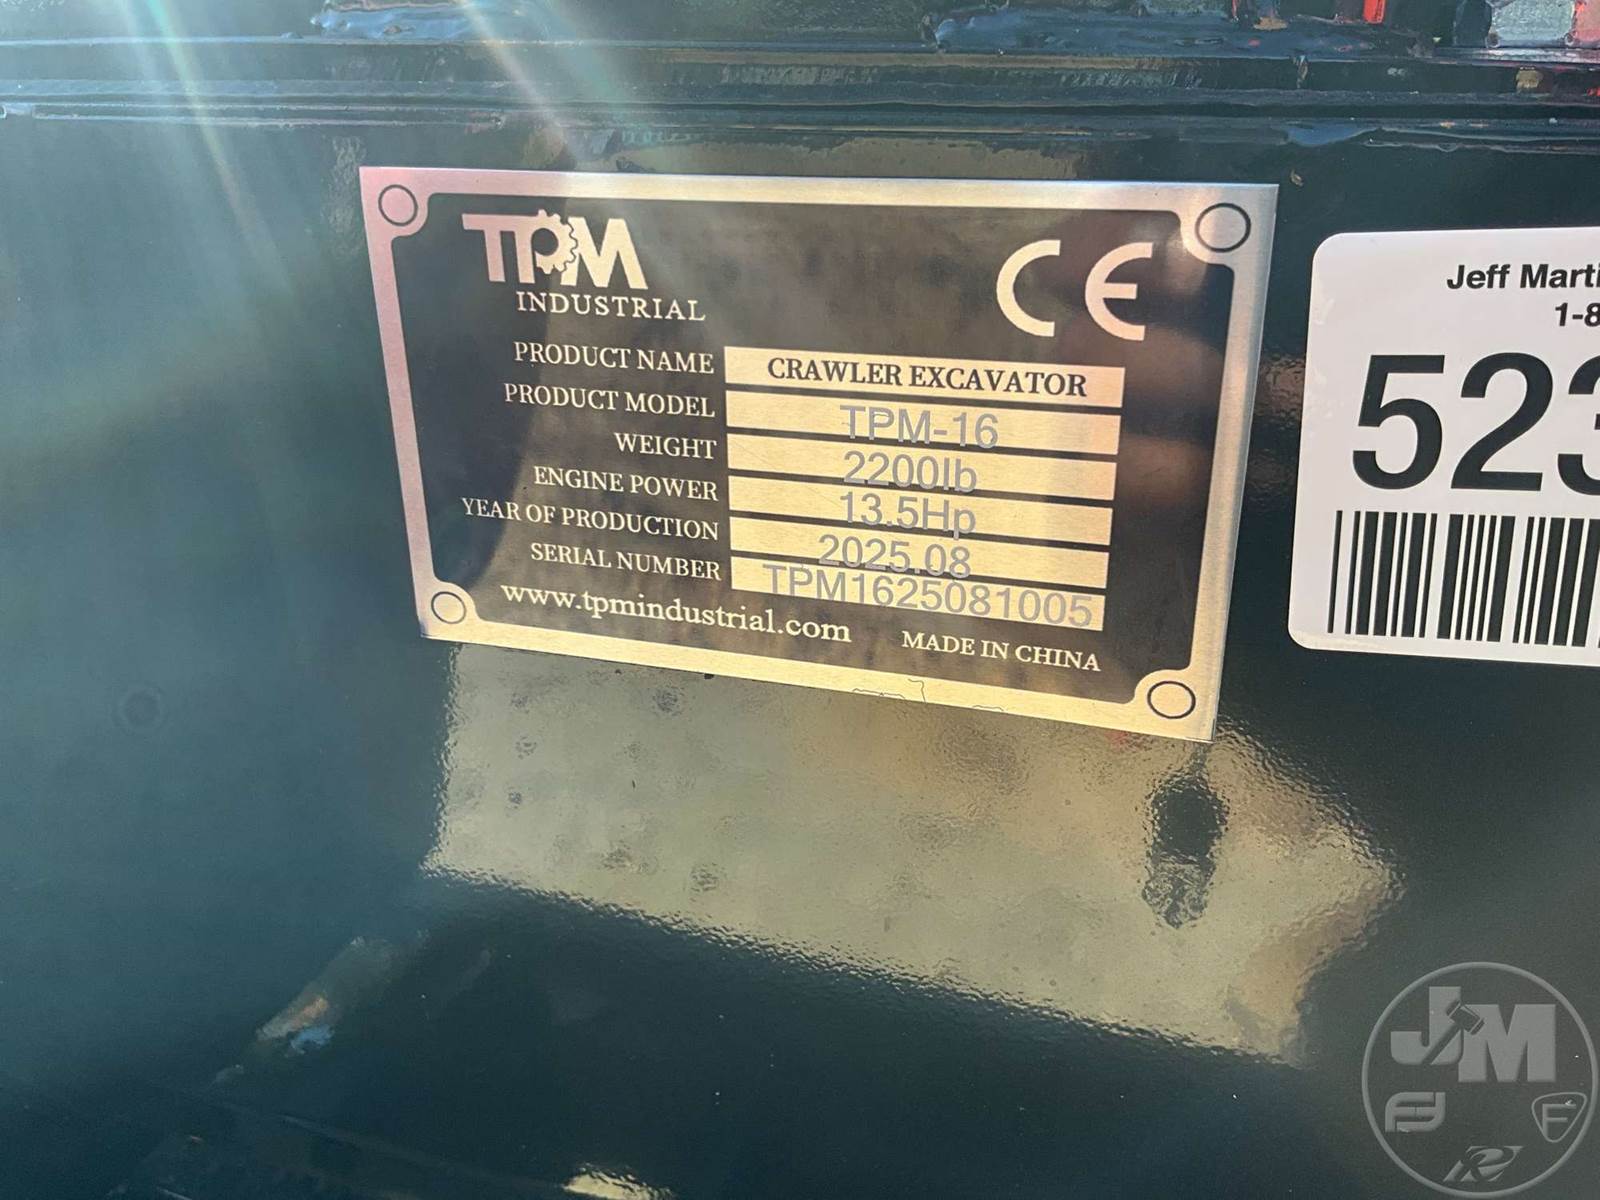 TPM
INDUSTRIAL
CE
PRODUCT NAME CRAWLER EXCAVATOR
PRODUCT MODEL TPM-16
WEIGHT 2200lb
ENGINE POWER 13.5Hp
YEAR OF PRODUCTION 2025.08
SERIAL NUMBER TPM1625081005
www.tpmindustrial.com
MADE IN CHINA
Jeff Marti
1-8
523
JM